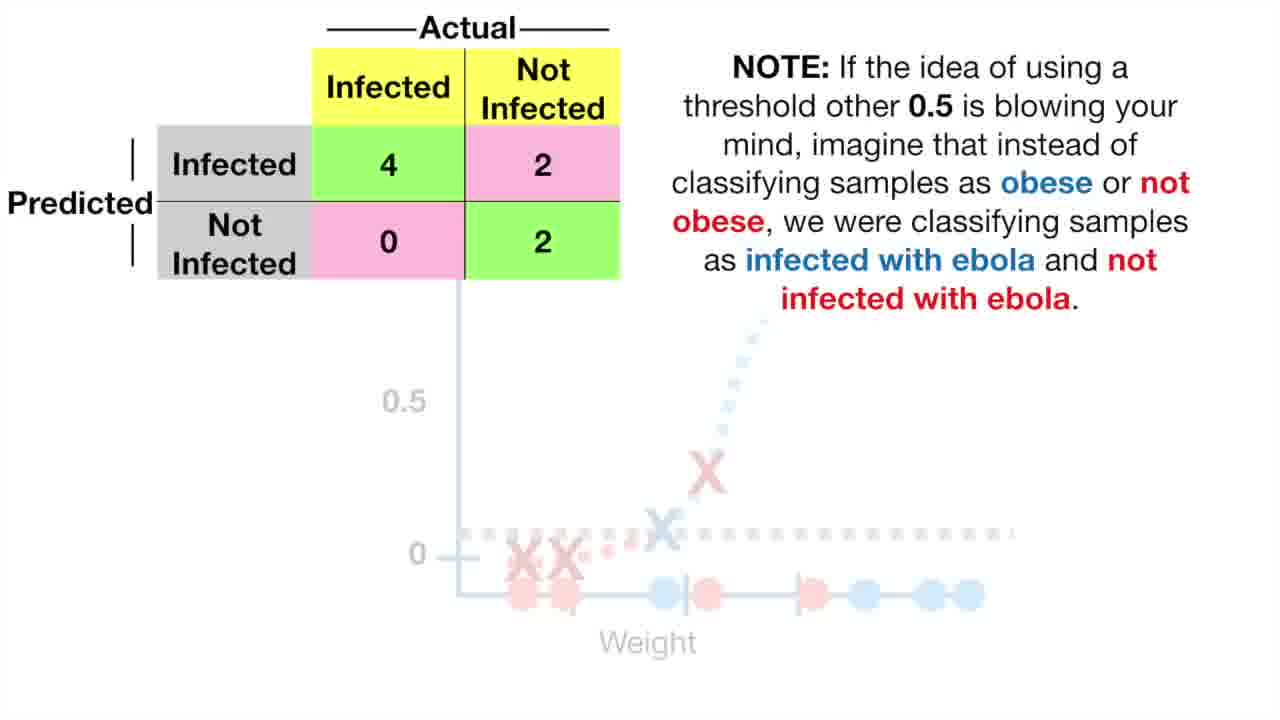 Actual
Infected
Not
Infected
Predicted
Infected
4
2
Not
Infected
0
2
NOTE: If the idea of using a
threshold other 0.5 is blowing your
mind, imagine that instead of
classifying samples as obese or not
obese, we were classifying samples
as infected with ebola and not
infected with ebola.
0.5
X
X
0
X X
Weight